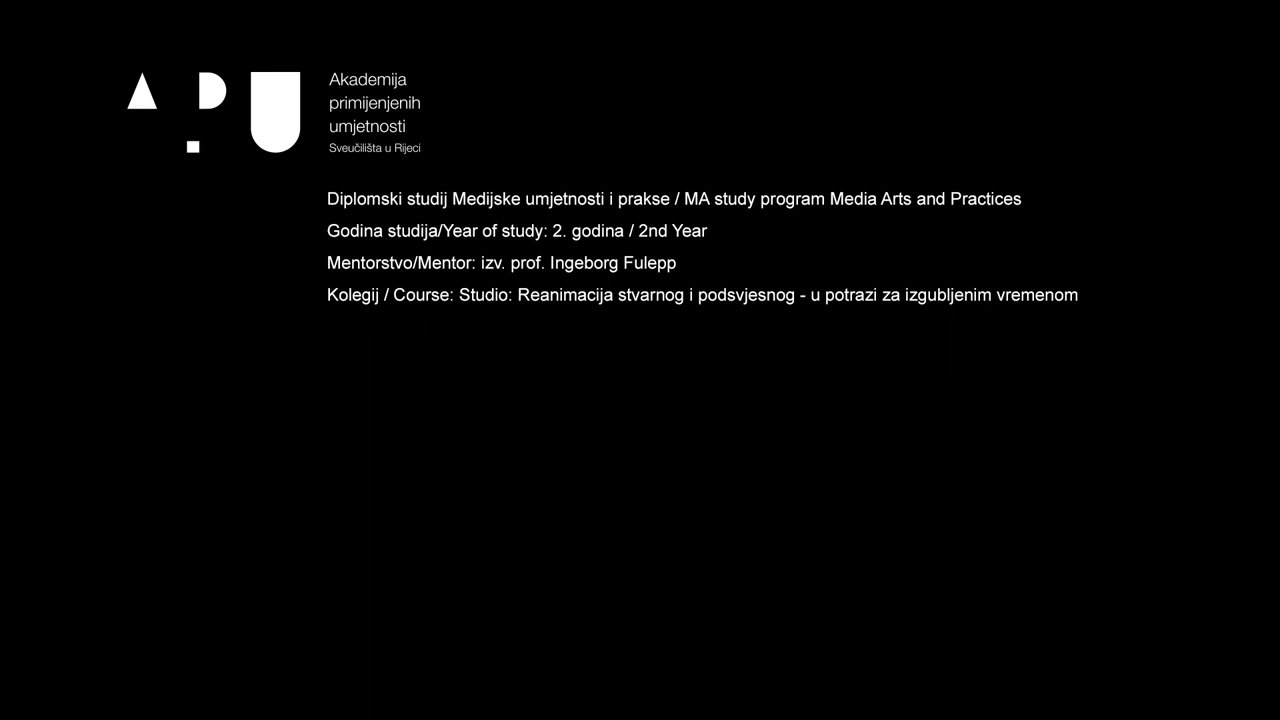 APU
Akademija
primijenjenih
umjetnosti
Sveučilišta u Rijeci
Diplomski studij Medijske umjetnosti i prakse / MA study program Media Arts and Practices
Godina studija/Year of study: 2. godina / 2nd Year
Mentorstvo/Mentor: izv. prof. Ingeborg Fulepp
Kolegij / Course: Studio: Reanimacija stvarnog i podsvjesnog - u potrazi za izgubljenim vremenom